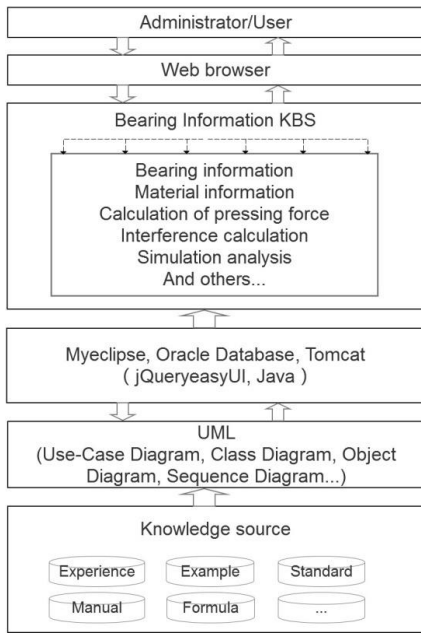 Administrator/User
Web browser
Bearing Information KBS
Bearing information
Material information
Calculation of pressing force
Interference calculation
Simulation analysis
And others...
Myeclipse, Oracle Database, Tomcat
( jQueryeasyUI, Java )
UML
(Use-Case Diagram, Class Diagram, Object
Diagram, Sequence Diagram...)
Knowledge source
Experience Example Standard
Manual Formula ...